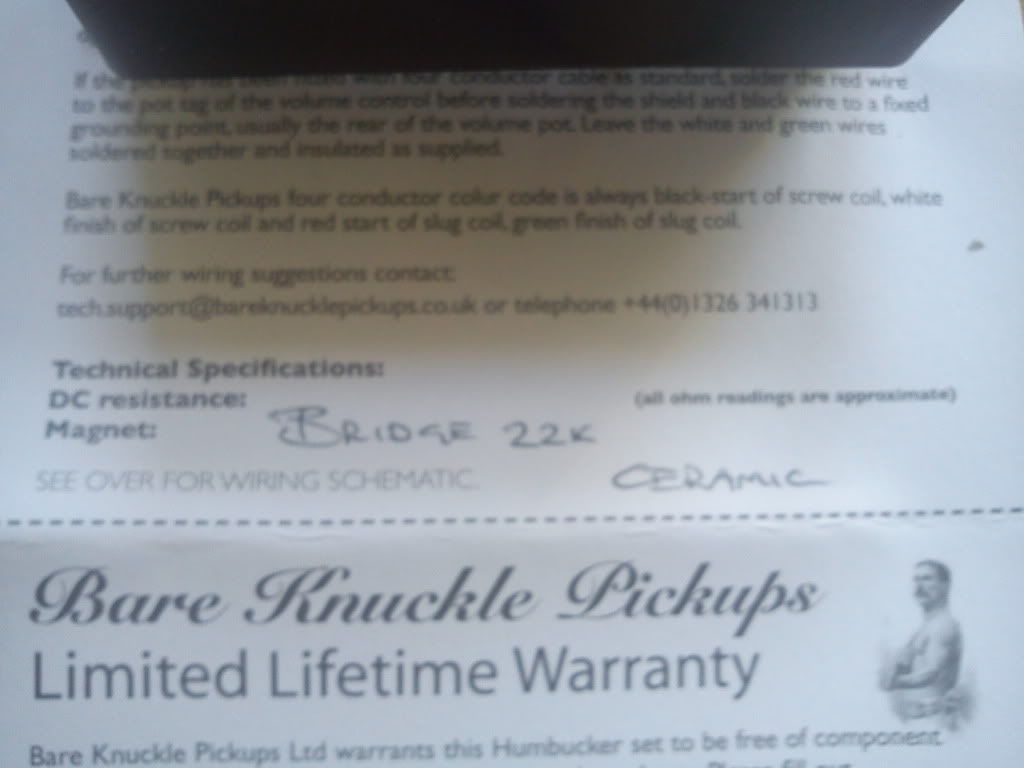 If the pickup has been fitted with four conductor cable as standard, solder the red wire
to the pot tag of the volume control before soldering the shield and black wire to a fixed
grounding point, usually the rear of the volume pot. Leave the white and green wires
soldered together and insulated as supplied.
Bare Knuckle Pickups four conductor colur code is always black-start of screw coil, white
finish of screw coil and red start of slug coil, green finish of slug coil.
For further wiring suggestions contact:
tech.support@bareknucklepickups.co.uk or telephone +44(0)1326 341313
Technical Specifications:
DC resistance: (all ohm readings are approximate)
Magnet: BRIDGE 22K
SEE OVER FOR WIRING SCHEMATIC. CERAMIC
Bare Knuckle Pickups
Limited Lifetime Warranty
Bare Knuckle Pickups Ltd warrants this Humbucker set to be free of component